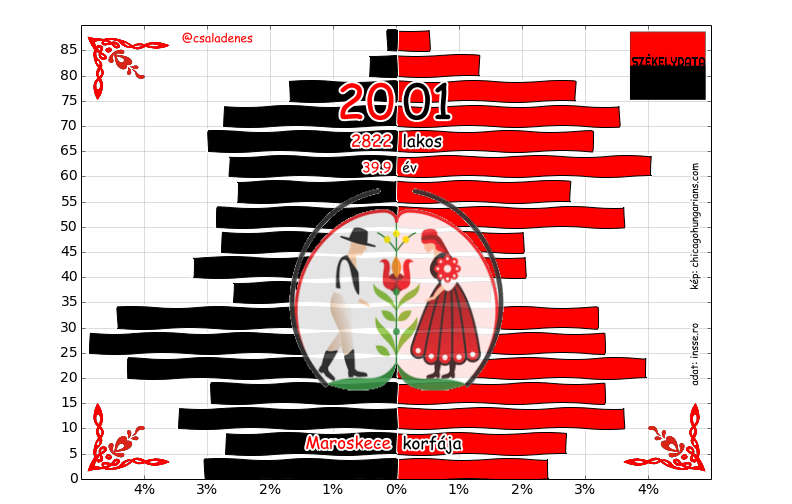 @csaladenes
SZÉKELYDATA
2001
2822 lakos
39.9 év
kép: chicagohungarians.com
adat: insse.ro
Maroskece korfája
85
80
75
70
65
60
55
50
45
40
35
30
25
20
15
10
5
0
4% 3% 2% 1% 0% 1% 2% 3% 4%